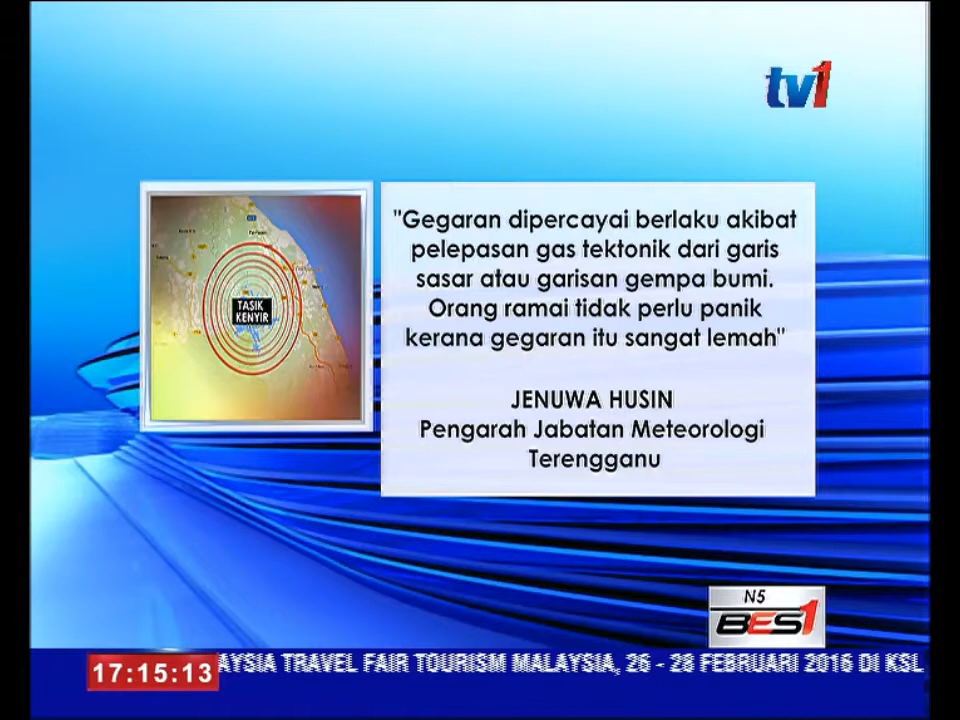 tv1
TASIK
KENYIR
"Gegaran dipercayai berlaku akibat
pelepasan gas tektonik dari garis
sasar atau garisan gempa bumi.
Orang ramai tidak perlu panik
kerana gegaran itu sangat lemah"
JENUWA HUSIN
Pengarah Jabatan Meteorologi
Terengganu
N5
BES1
17:15:13
AYSIA TRAVEL FAIR TOURISM MALAYSIA, 26 - 28 FEBRUARI 2016 DI KSL